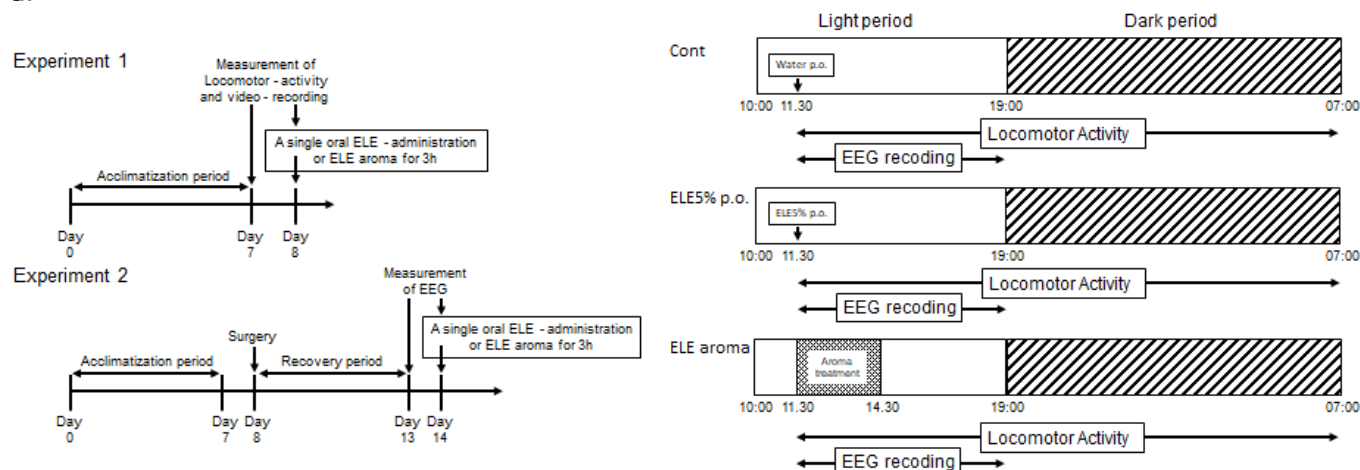 Experiment 1
Measurement of
Locomotor - activity
and video - recording
A single oral ELE - administration
or ELE aroma for 3h
Acclimatization period
Day
0
Day
7
Day
8
Experiment 2
Measurement
of EEG
A single oral ELE - administration
or ELE aroma for 3h
Surgery
Acclimatization period
Recovery period
Day
0
Day
7
Day
8
Day
13
Day
14
Light period
Dark period
Cont
Water p.o.
10:00 11.30 19:00 07:00
Locomotor Activity
EEG recoding
ELE5% p.o.
ELE5% p.o.
10:00 11.30 19:00 07:00
Locomotor Activity
EEG recoding
ELE aroma
Aroma
treatment
10:00 11.30 14.30 19:00 07:00
Locomotor Activity
EEG recoding